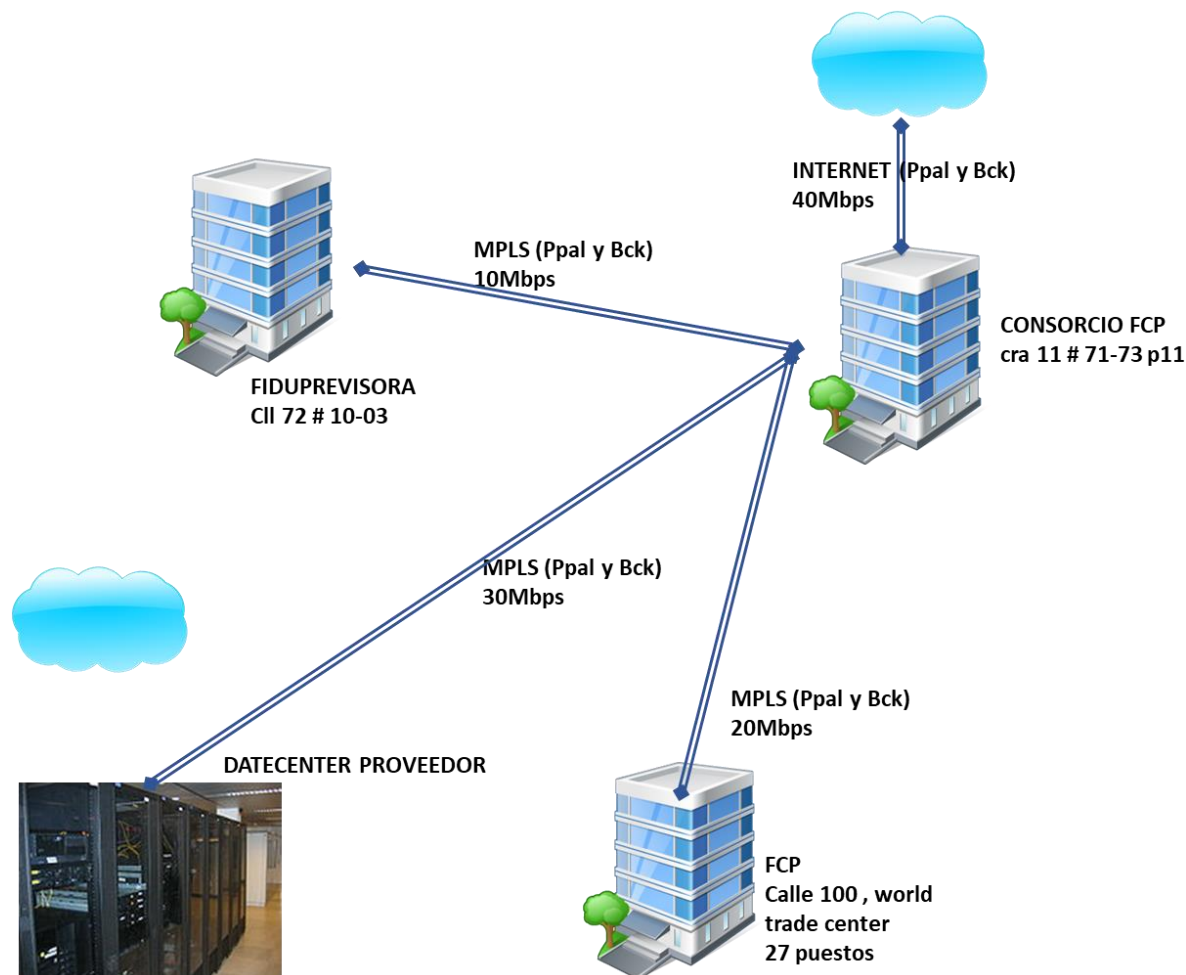 INTERNET (Ppal y Bck)
40Mbps
MPLS (Ppal y Bck)
10Mbps
CONSORCIO FCP
cra 11 # 71-73 p11
FIDUPREVISORA
Cll 72 # 10-03
MPLS (Ppal y Bck)
30Mbps
MPLS (Ppal y Bck)
20Mbps
DATECENTER PROVEEDOR
FCP
Calle 100 , world
trade center
27 puestos